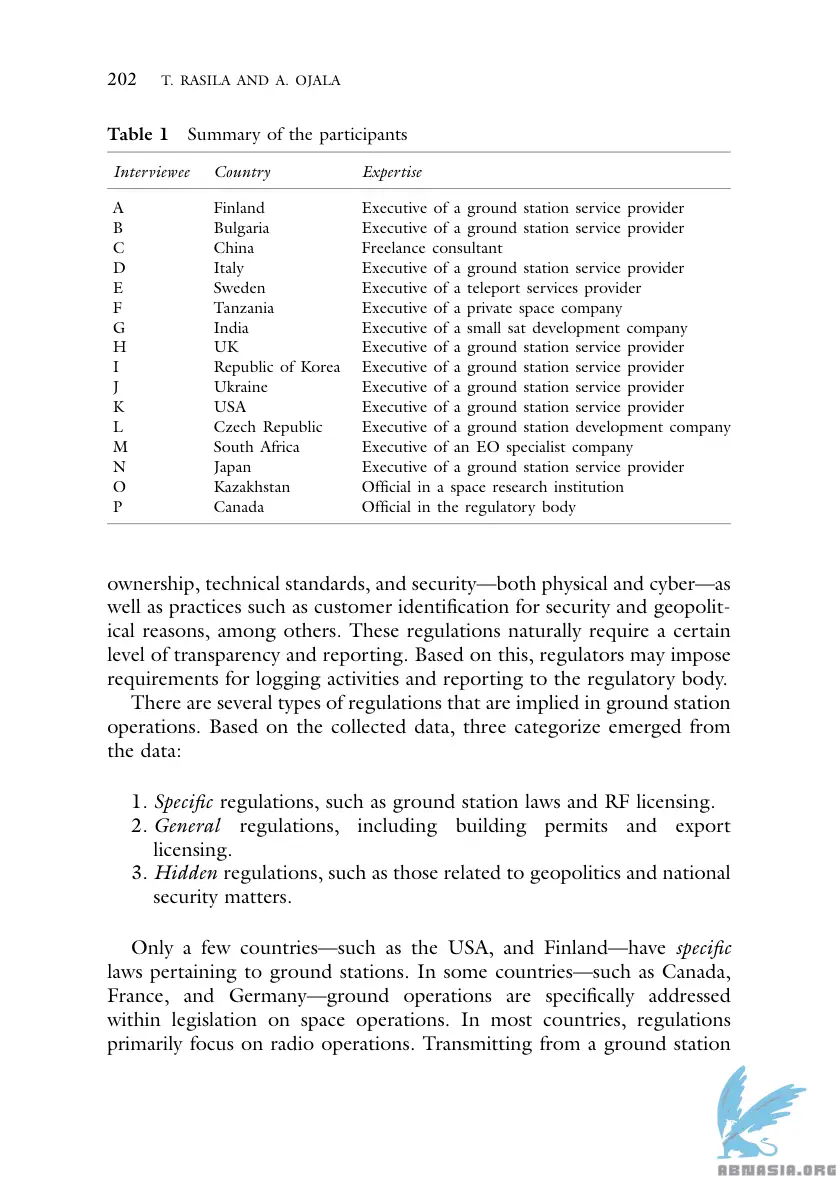 202 T. RASILA AND A. OJALA
Table 1 Summary of the participants
Interviewee Country Expertise
A Finland Executive of a ground station service provider
B Bulgaria Executive of a ground station service provider
C China Freelance consultant
D Italy Executive of a ground station service provider
E Sweden Executive of a teleport services provider
F Tanzania Executive of a private space company
G India Executive of a small sat development company
H UK Executive of a ground station service provider
I Republic of Korea Executive of a ground station service provider
J Ukraine Executive of a ground station service provider
K USA Executive of a ground station service provider
L Czech Republic Executive of a ground station development company
M South Africa Executive of an EO specialist company
N Japan Executive of a ground station service provider
O Kazakhstan Official in a space research institution
P Canada Official in the regulatory body
ownership, technical standards, and security—both physical and cyber—as
well as practices such as customer identification for security and geopolit-
ical reasons, among others. These regulations naturally require a certain
level of transparency and reporting. Based on this, regulators may impose
requirements for logging activities and reporting to the regulatory body.
There are several types of regulations that are implied in ground station
operations. Based on the collected data, three categorize emerged from
the data:
1. Specific regulations, such as ground station laws and RF licensing.
2. General regulations, including building permits and export
licensing.
3. Hidden regulations, such as those related to geopolitics and national
security matters.
Only a few countries—such as the USA, and Finland—have specific
laws pertaining to ground stations. In some countries—such as Canada,
France, and Germany—ground operations are specifically addressed
within legislation on space operations. In most countries, regulations
primarily focus on radio operations. Transmitting from a ground station
ABNASIA.ORG